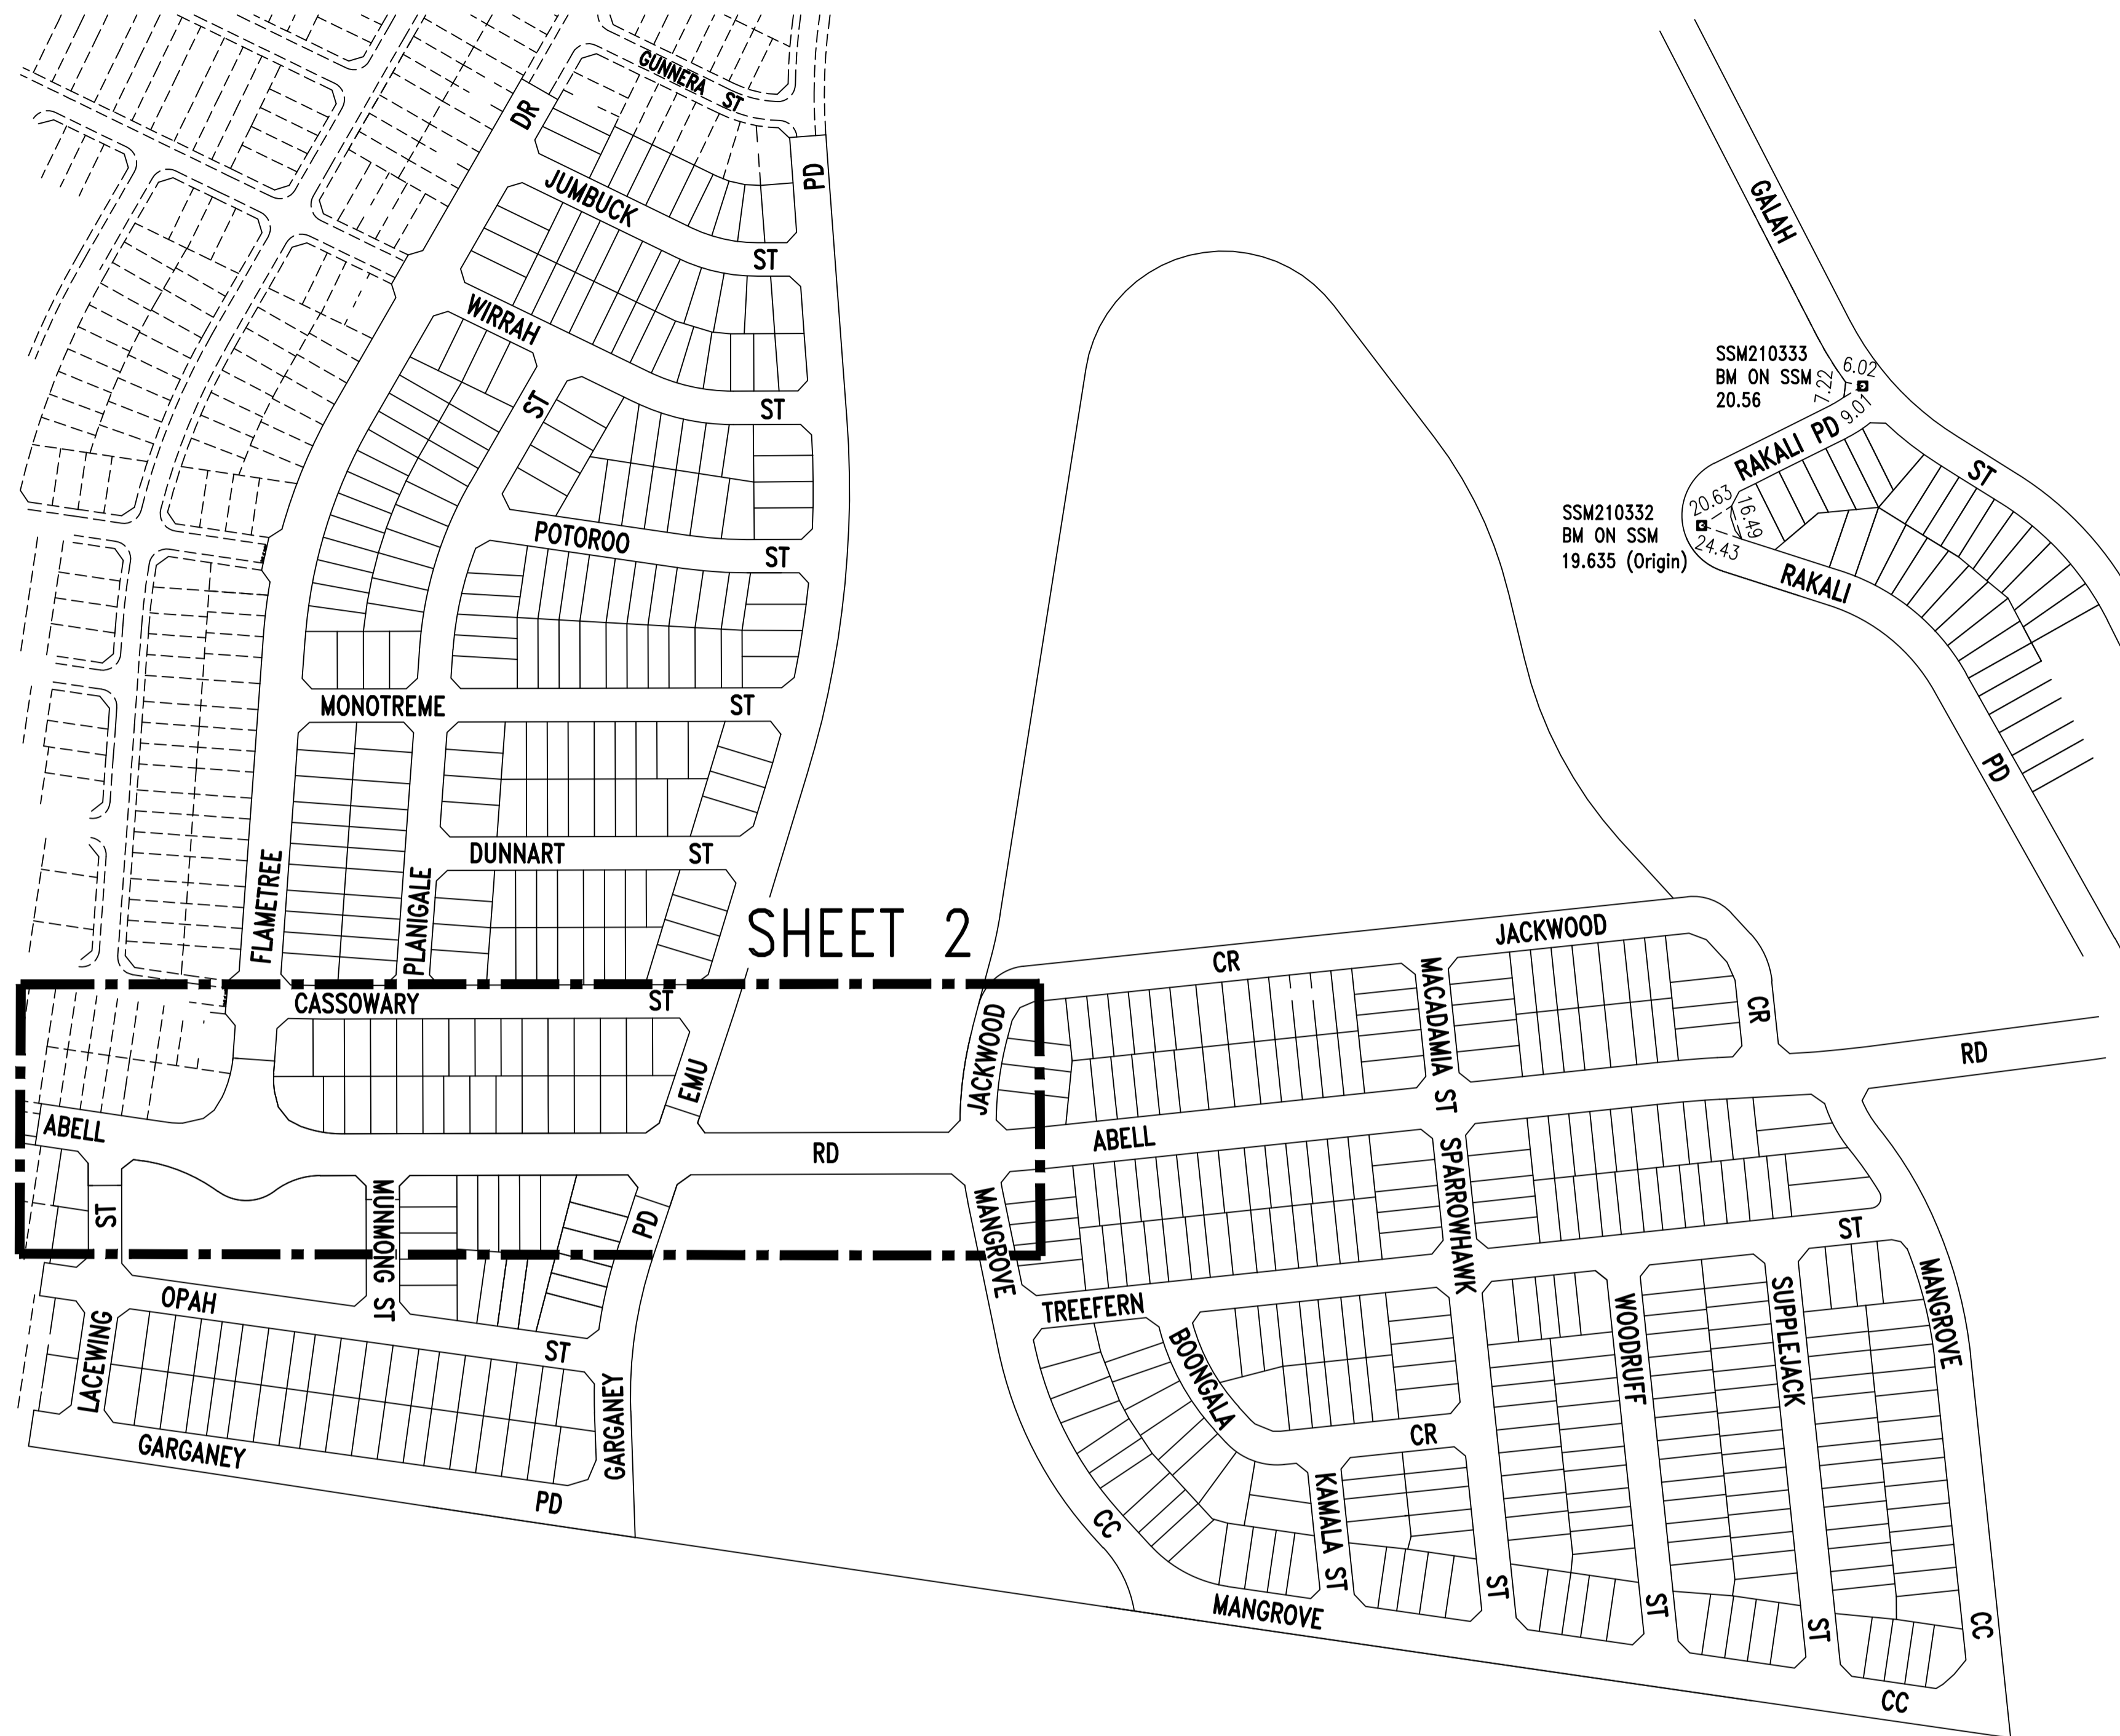 GUNNERA ST
DR
PD
JUMBUCK
ST
GALAH
WIRRAH
ST
ST
SSM210333
BM ON SSM
20.56
6.02
7.22
9.01
RAKALI PD
ST
SSM210332
BM ON SSM
19.635 (Origin)
20.63
16.49
24.43
RAKALI
PD
POTOROO
ST
MONOTREME
ST
DUNNART
ST
FLAMETREE
PLANIGALE
SHEET 2
CASSOWARY
ST
EMU
JACKWOOD
CR
JACKWOOD
CR
MACADAMIA ST
RD
ABELL
RD
ABELL
ST
MUNMONG ST
PD
MANGROVE
SPARROWHAWK
ST
ST
OPAH
ST
LACEWING
GARGANEY
GARGANEY
PD
TREEFERN
BOONGALA
CR
WOODRUFF
ST
SUPPLEJACK
ST
MANGROVE
CC
KAMALA ST
CC
MANGROVE
CC